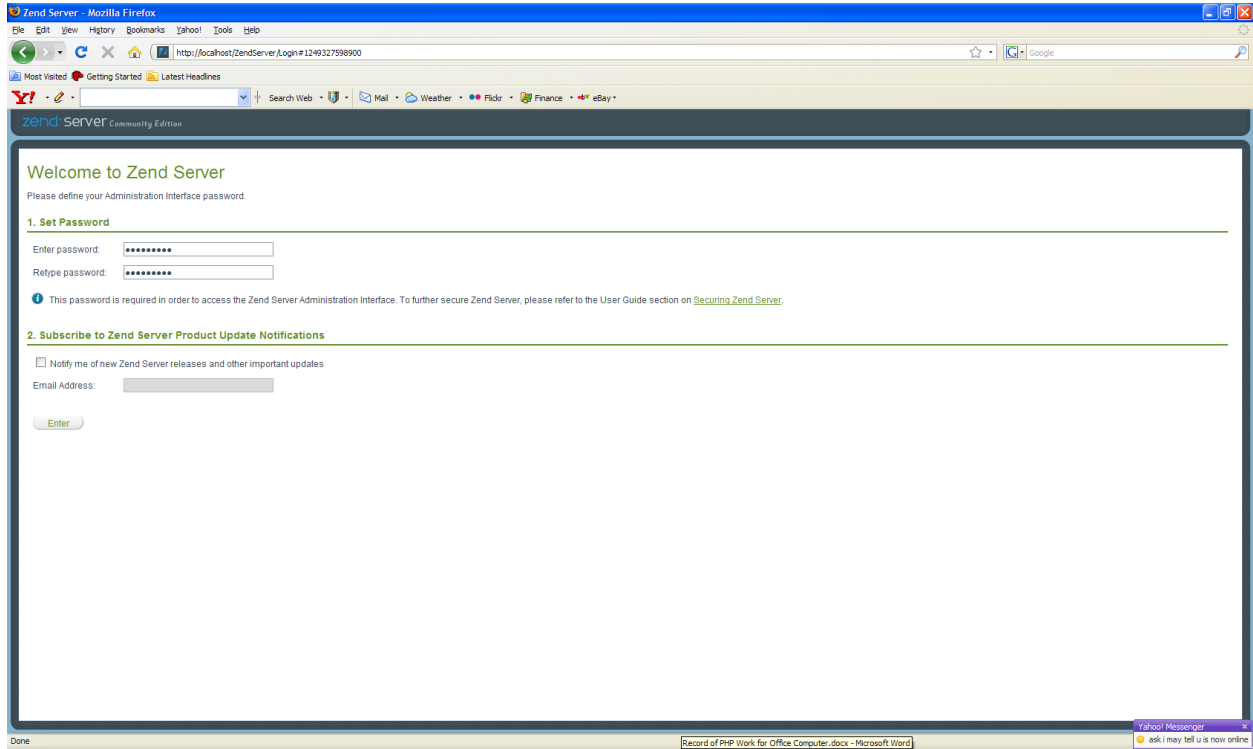 Zend Server - Mozilla Firefox
File Edit View History Bookmarks Yahoo! Tools Help
http://localhost/ZendServer/Login#1249327598900
Google
Most Visited Getting Started Latest Headlines
Y! Search Web Mail Weather Flickr Finance eBay
zend server Community Edition
Welcome to Zend Server
Please define your Administration Interface password.
1. Set Password
Enter password: •••••••••
Retype password: •••••••••
This password is required in order to access the Zend Server Administration Interface. To further secure Zend Server, please refer to the User Guide section on Securing Zend Server.
2. Subscribe to Zend Server Product Update Notifications
Notify me of new Zend Server releases and other important updates
Email Address:
Enter
Done
Record of PHP Work for Office Computer.docx - Microsoft Word
Yahoo! Messenger x
ask i may tell u is now online